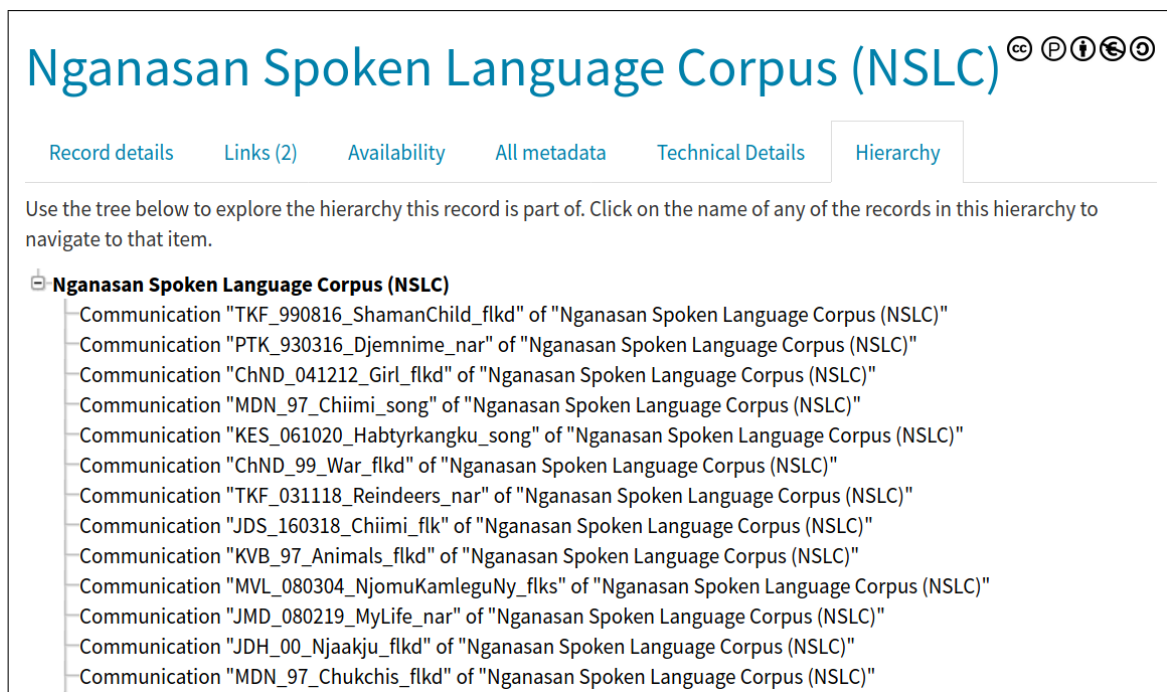 Nganasan Spoken Language Corpus (NSLC)
Record details Links (2) Availability All metadata Technical Details Hierarchy
Use the tree below to explore the hierarchy this record is part of. Click on the name of any of the records in this hierarchy to
navigate to that item.
Nganasan Spoken Language Corpus (NSLC)
Communication "TKF_990816_ShamanChild_flkd" of "Nganasan Spoken Language Corpus (NSLC)"
Communication "PTK_930316_Djemnime_nar" of "Nganasan Spoken Language Corpus (NSLC)"
Communication "ChND_041212_Girl_flkd" of "Nganasan Spoken Language Corpus (NSLC)"
Communication "MDN_97_Chiimi_song" of "Nganasan Spoken Language Corpus (NSLC)"
Communication "KES_061020_Habtyrkangku_song" of "Nganasan Spoken Language Corpus (NSLC)"
Communication "ChND_99_War_flkd" of "Nganasan Spoken Language Corpus (NSLC)"
Communication "TKF_031118_Reindeers_nar" of "Nganasan Spoken Language Corpus (NSLC)"
Communication "JDS_160318_Chiimi_flk" of "Nganasan Spoken Language Corpus (NSLC)"
Communication "KVB_97_Animals_flkd" of "Nganasan Spoken Language Corpus (NSLC)"
Communication "MVL_080304_NjomuKamleguNy_flks" of "Nganasan Spoken Language Corpus (NSLC)"
Communication "JMD_080219_MyLife_nar" of "Nganasan Spoken Language Corpus (NSLC)"
Communication "JDH_00_Njaakju_flkd" of "Nganasan Spoken Language Corpus (NSLC)"
Communication "MDN_97_Chukchis_flkd" of "Nganasan Spoken Language Corpus (NSLC)"